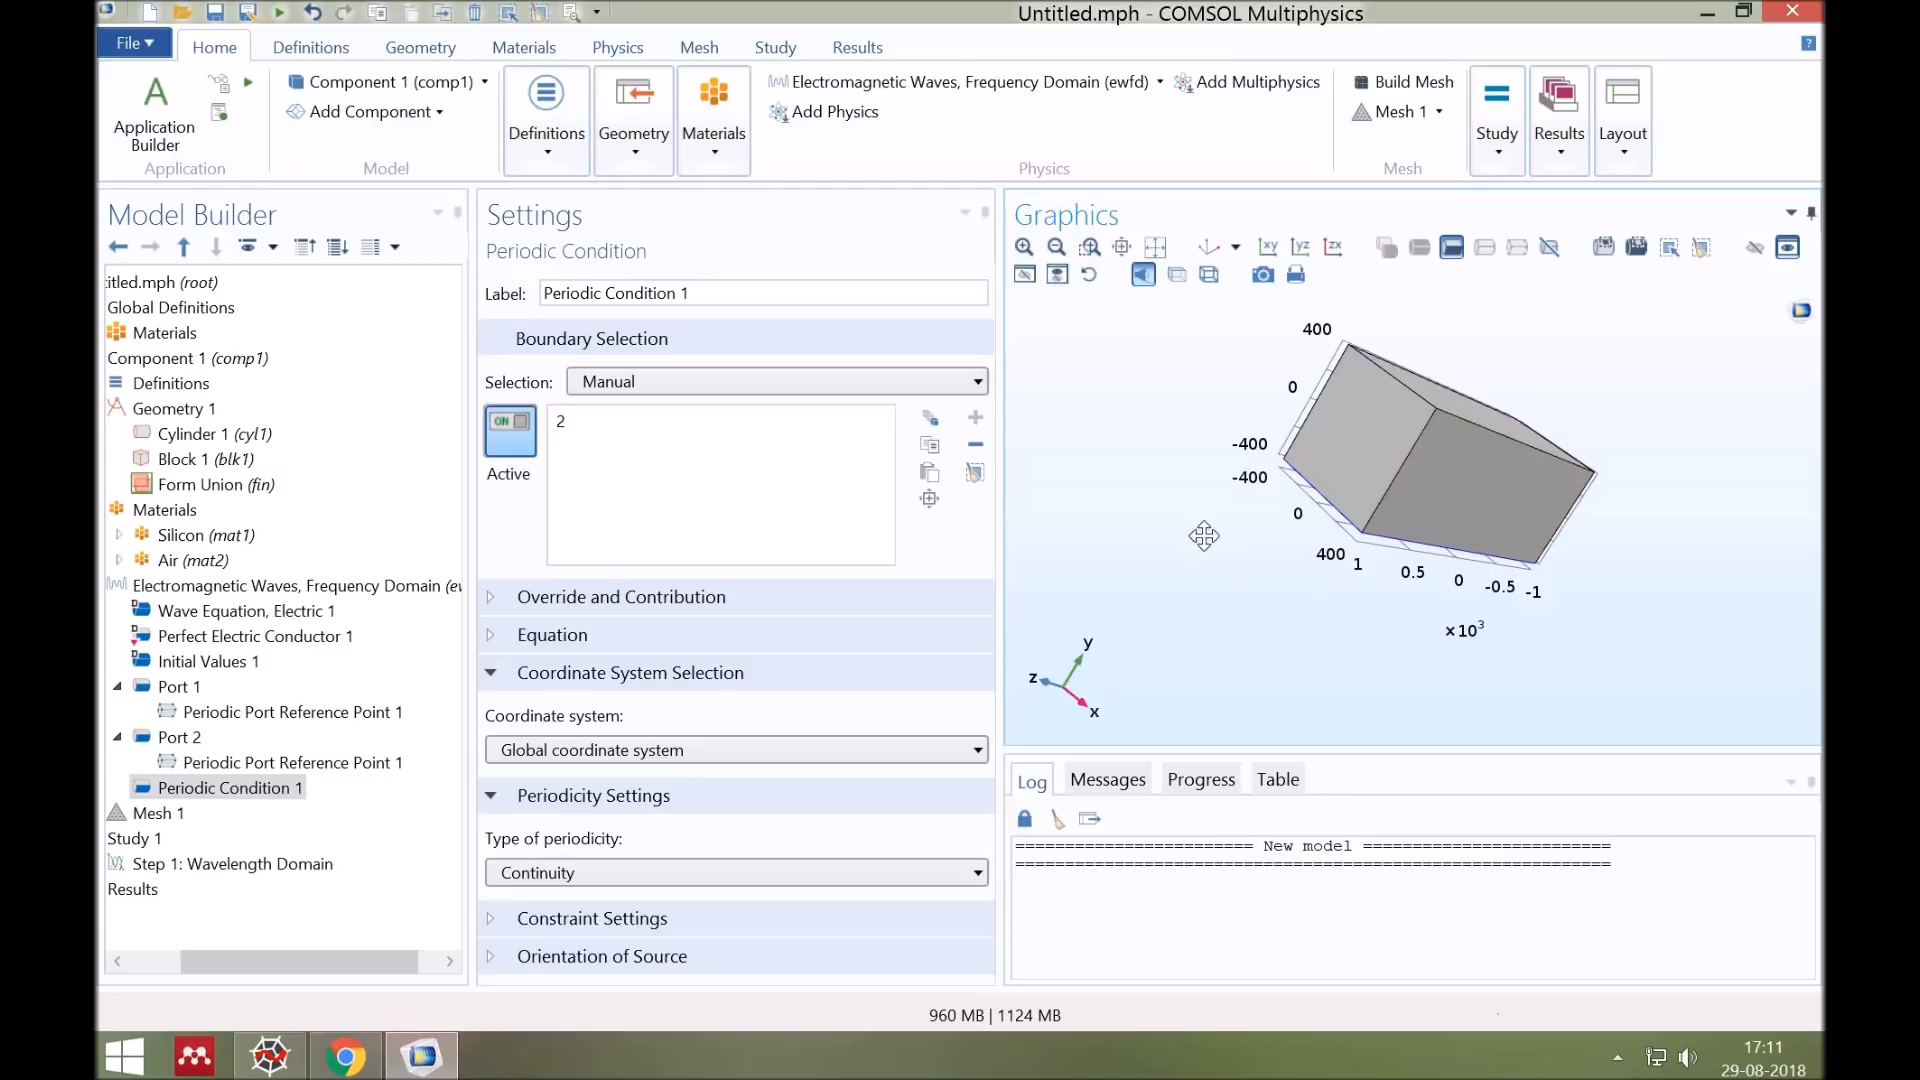 Untitled.mph - COMSOL Multiphysics
File
Home
Definitions
Geometry
Materials
Physics
Mesh
Study
Results
Application Builder
Application
Component 1 (comp1)
Add Component
Model
Definitions
Geometry
Materials
Electromagnetic Waves, Frequency Domain (ewfd)
Add Multiphysics
Add Physics
Physics
Build Mesh
Mesh 1
Mesh
Study
Results
Layout
Model Builder
itled.mph (root)
Global Definitions
Materials
Component 1 (comp1)
Definitions
Geometry 1
Cylinder 1 (cyl1)
Block 1 (blk1)
Form Union (fin)
Materials
Silicon (mat1)
Air (mat2)
Electromagnetic Waves, Frequency Domain (ew
Wave Equation, Electric 1
Perfect Electric Conductor 1
Initial Values 1
Port 1
Periodic Port Reference Point 1
Port 2
Periodic Port Reference Point 1
Periodic Condition 1
Mesh 1
Study 1
Step 1: Wavelength Domain
Results
Settings
Periodic Condition
Label: Periodic Condition 1
Boundary Selection
Selection: Manual
ON
Active
2
Override and Contribution
Equation
Coordinate System Selection
Coordinate system:
Global coordinate system
Periodicity Settings
Type of periodicity:
Continuity
Constraint Settings
Orientation of Source
Graphics
xy
yz
zx
400
0
-400
-400
0
400
1
0.5
0
-0.5
-1
×10³
y
z
x
Log
Messages
Progress
Table
======================== New model =========================
============================================================
960 MB | 1124 MB
17:11
29-08-2018